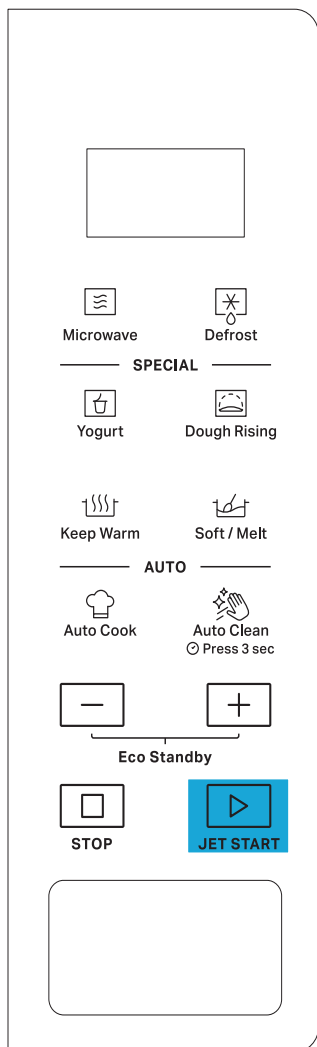 Microwave Defrost
SPECIAL
Yogurt Dough Rising
Keep Warm Soft / Melt
AUTO
Auto Cook Auto Clean
Press 3 sec
Eco Standby
STOP JET START